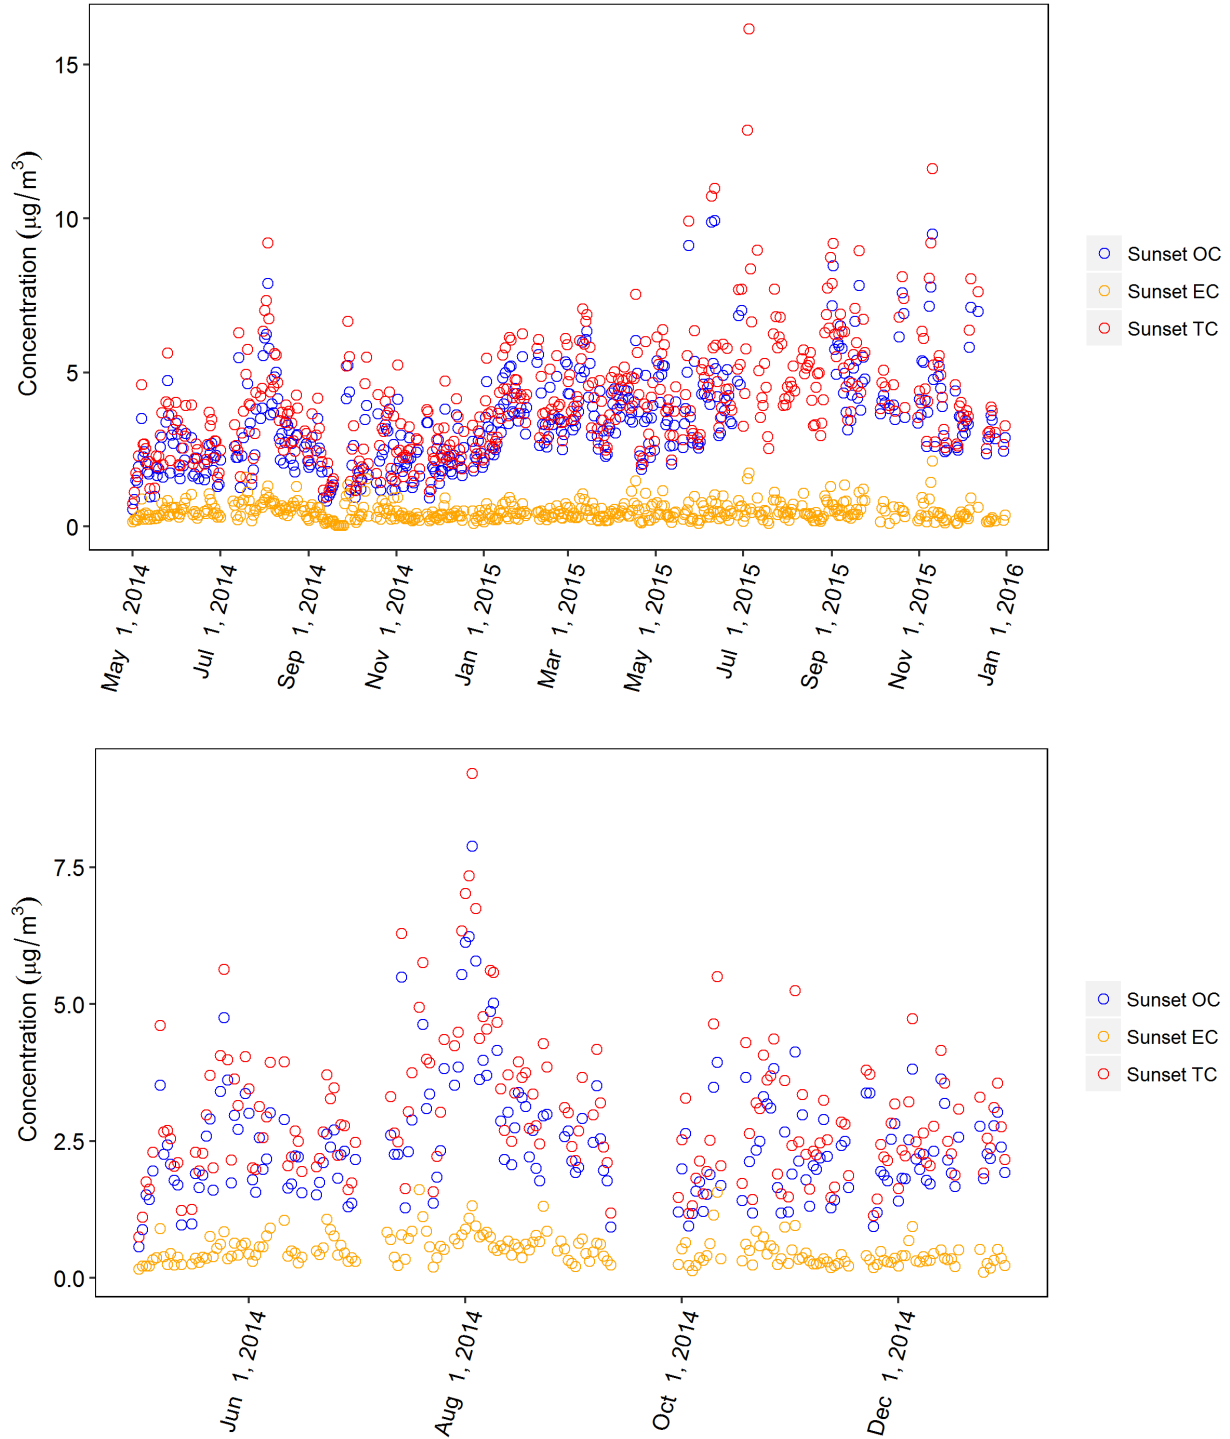 15
10
5
0
Concentration (μg/m³)
May 1, 2014
Jul 1, 2014
Sep 1, 2014
Nov 1, 2014
Jan 1, 2015
Mar 1, 2015
May 1, 2015
Jul 1, 2015
Sep 1, 2015
Nov 1, 2015
Jan 1, 2016
Sunset OC
Sunset EC
Sunset TC
7.5
5.0
2.5
0.0
Concentration (μg/m³)
Jun 1, 2014
Aug 1, 2014
Oct 1, 2014
Dec 1, 2014
Sunset OC
Sunset EC
Sunset TC